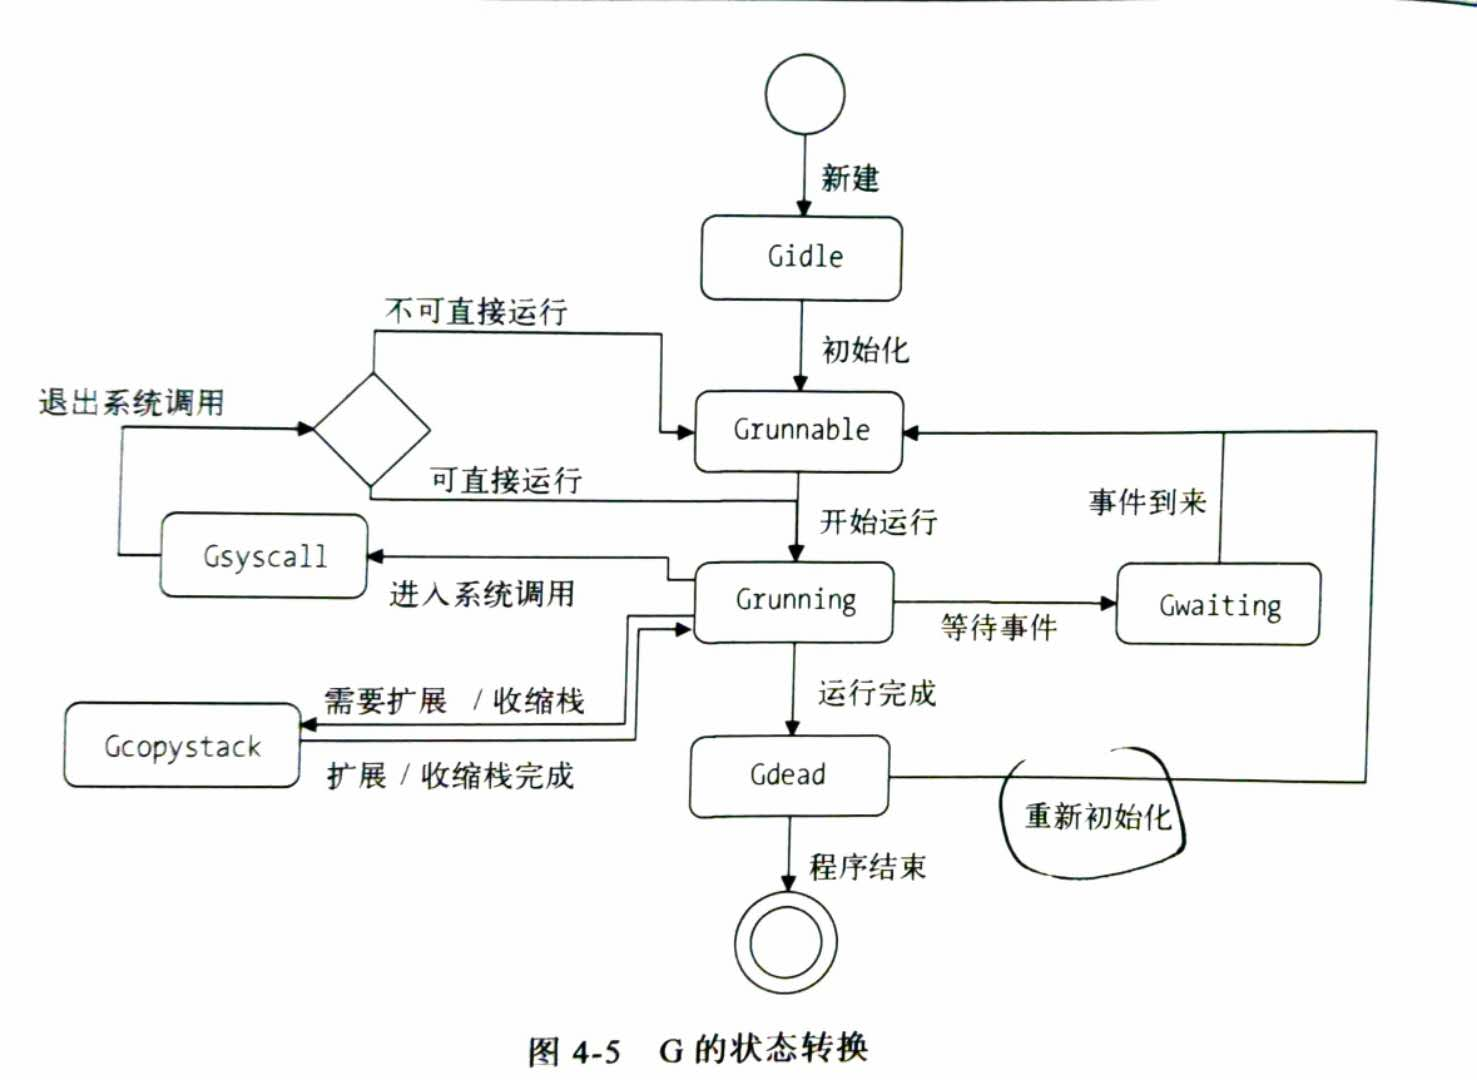 新建
Gidle
不可直接运行
初始化
退出系统调用
Grunnable
可直接运行
事件到来
开始运行
Gsyscall
进入系统调用
Grunning
等待事件
Gwaiting
需要扩展 / 收缩栈
运行完成
Gcopystack
扩展 / 收缩栈完成
Gdead
重新初始化
程序结束
图 4-5 G 的状态转换